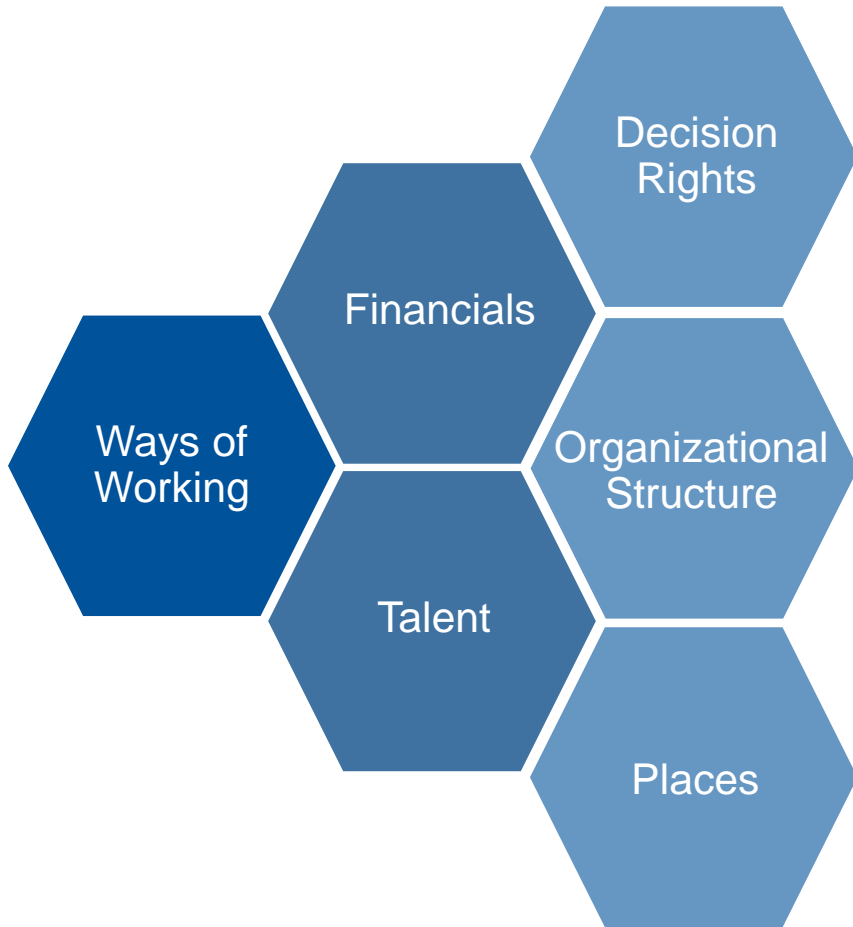 Decision
Rights
Financials
Ways of
Working
Organizational
Structure
Talent
Places